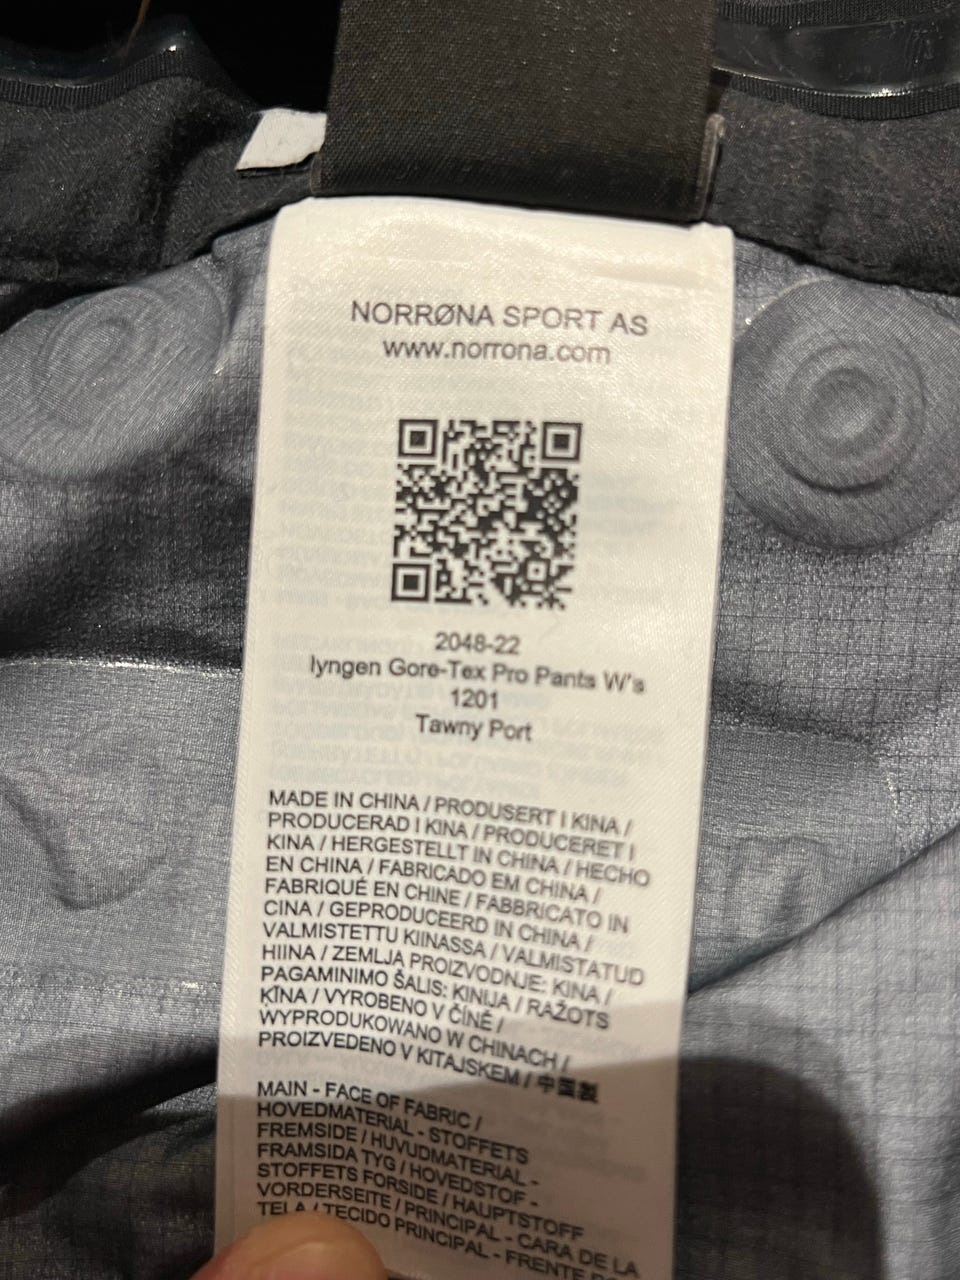 NORRØNA SPORT AS
www.norrona.com
2048-22
lyngen Gore-Tex Pro Pants W's
1201
Tawny Port
MADE IN CHINA / PRODUSERT I KINA /
PRODUCERAD I KINA / PRODUCERET I
KINA / HERGESTELLT IN CHINA / HECHO
EN CHINA / FABRICADO EM CHINA /
FABRIQUÉ EN CHINE / FABBRICATO IN
CINA / GEPRODUCEERD IN CHINA /
VALMISTETTU KIINASSA / VALMISTATUD
HIINA / ZEMLJA PROIZVODNJE: KINA /
PAGAMINIMO ŠALIS: KINIJA / RAŽOTS
ĶĪNA / VYROBENO V ČÍNĚ /
WYPRODUKOWANO W CHINACH /
PROIZVEDENO V KITAJSKEM / 中國製
MAIN - FACE OF FABRIC /
HOVEDMATERIAL - STOFFETS
FREMSIDE / HUVUDMATERIAL -
FRAMSIDA TYG / HOVEDSTOF -
STOFFETS FORSIDE / HAUPTSTOFF
VORDERSEITE / PRINCIPAL - CARA DE LA
TELA / TECIDO PRINCIPAL - FRENTE